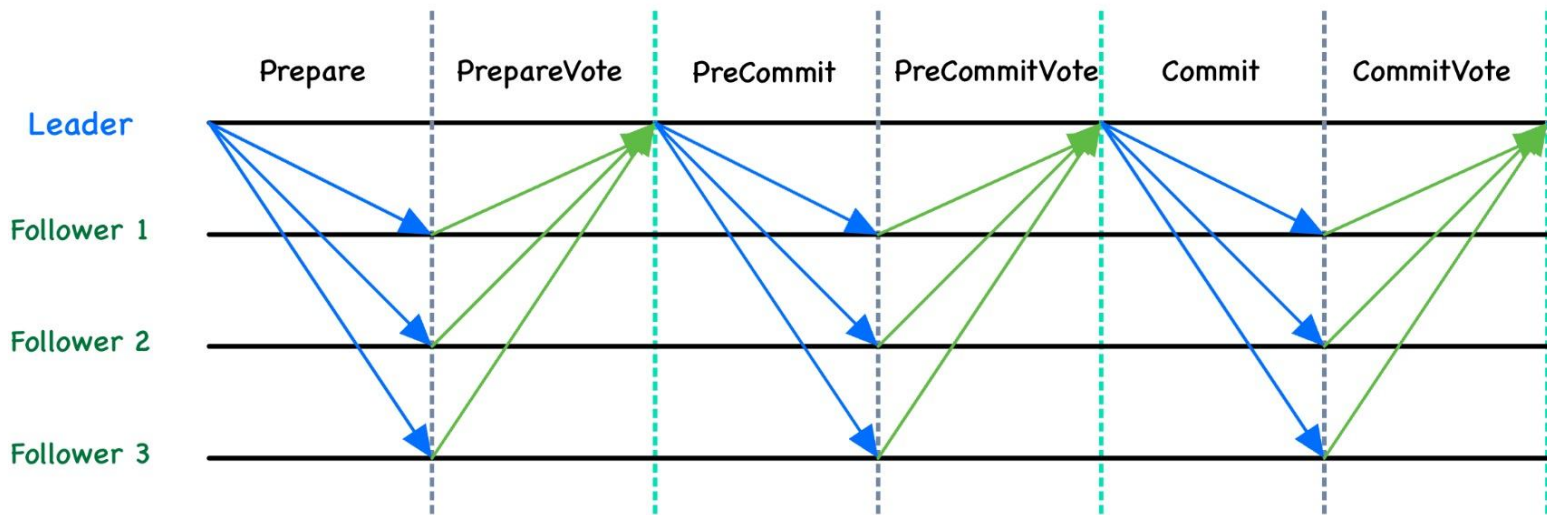 Prepare PrepareVote PreCommit PreCommitVote Commit CommitVote
Leader
Follower 1
Follower 2
Follower 3